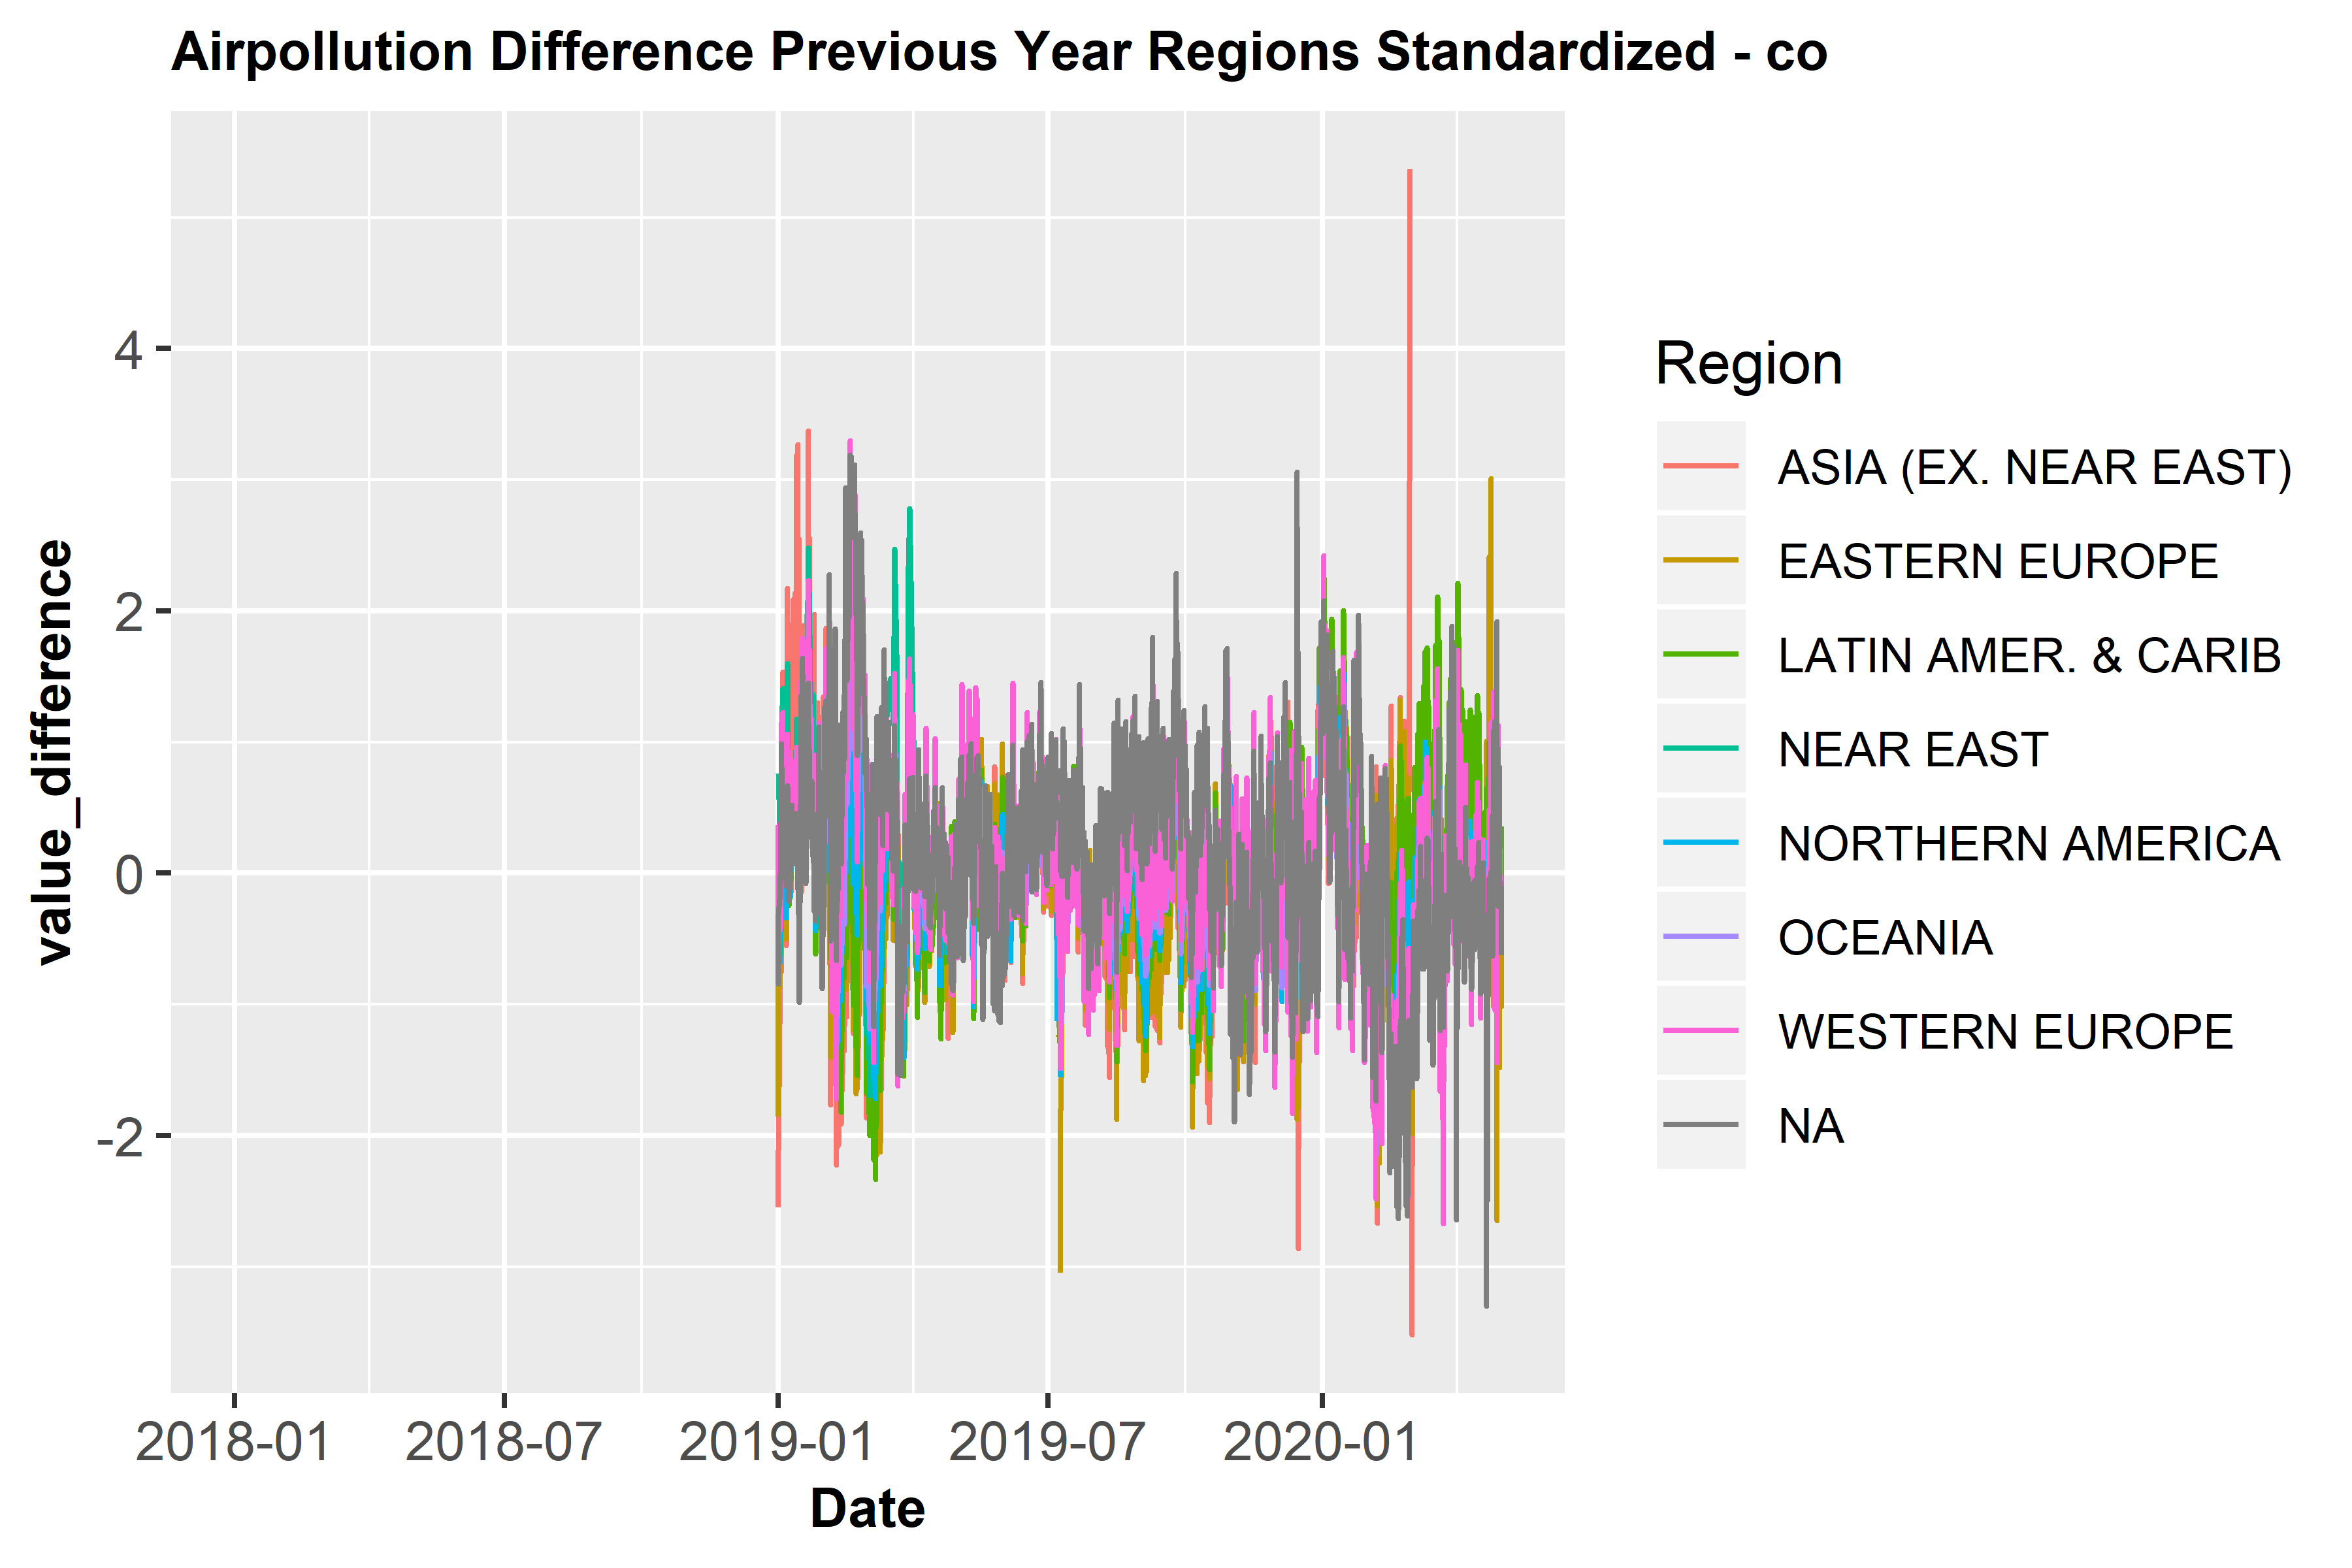 Airpollution Difference Previous Year Regions Standardized - co
value_difference
4
2
0
-2
2018-01
2018-07
2019-01
2019-07
2020-01
Date
Region
ASIA (EX. NEAR EAST)
EASTERN EUROPE
LATIN AMER. & CARIB
NEAR EAST
NORTHERN AMERICA
OCEANIA
WESTERN EUROPE
NA